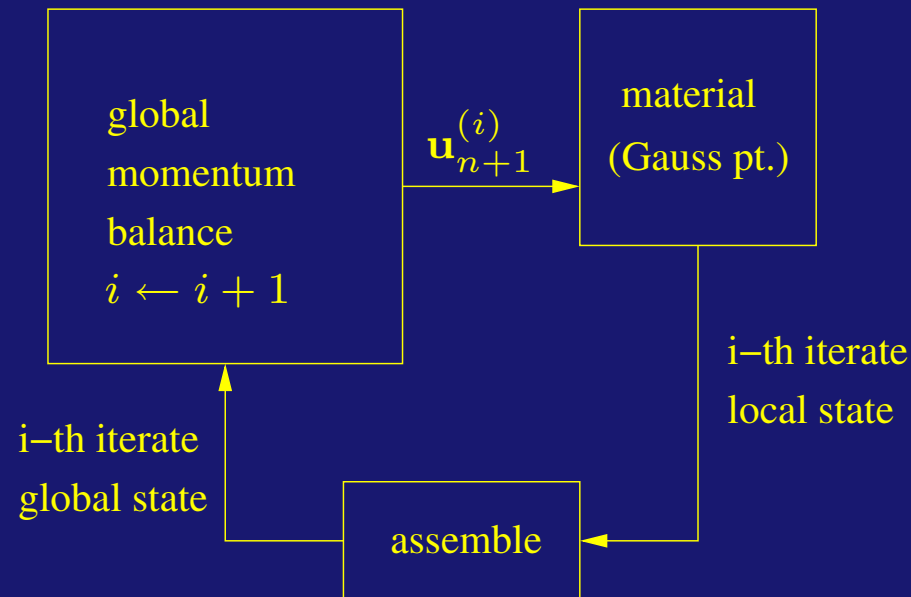 global
momentum
balance
i ← i + 1
u_{n+1}^{(i)}
material
(Gauss pt.)
i−th iterate
local state
i−th iterate
global state
assemble